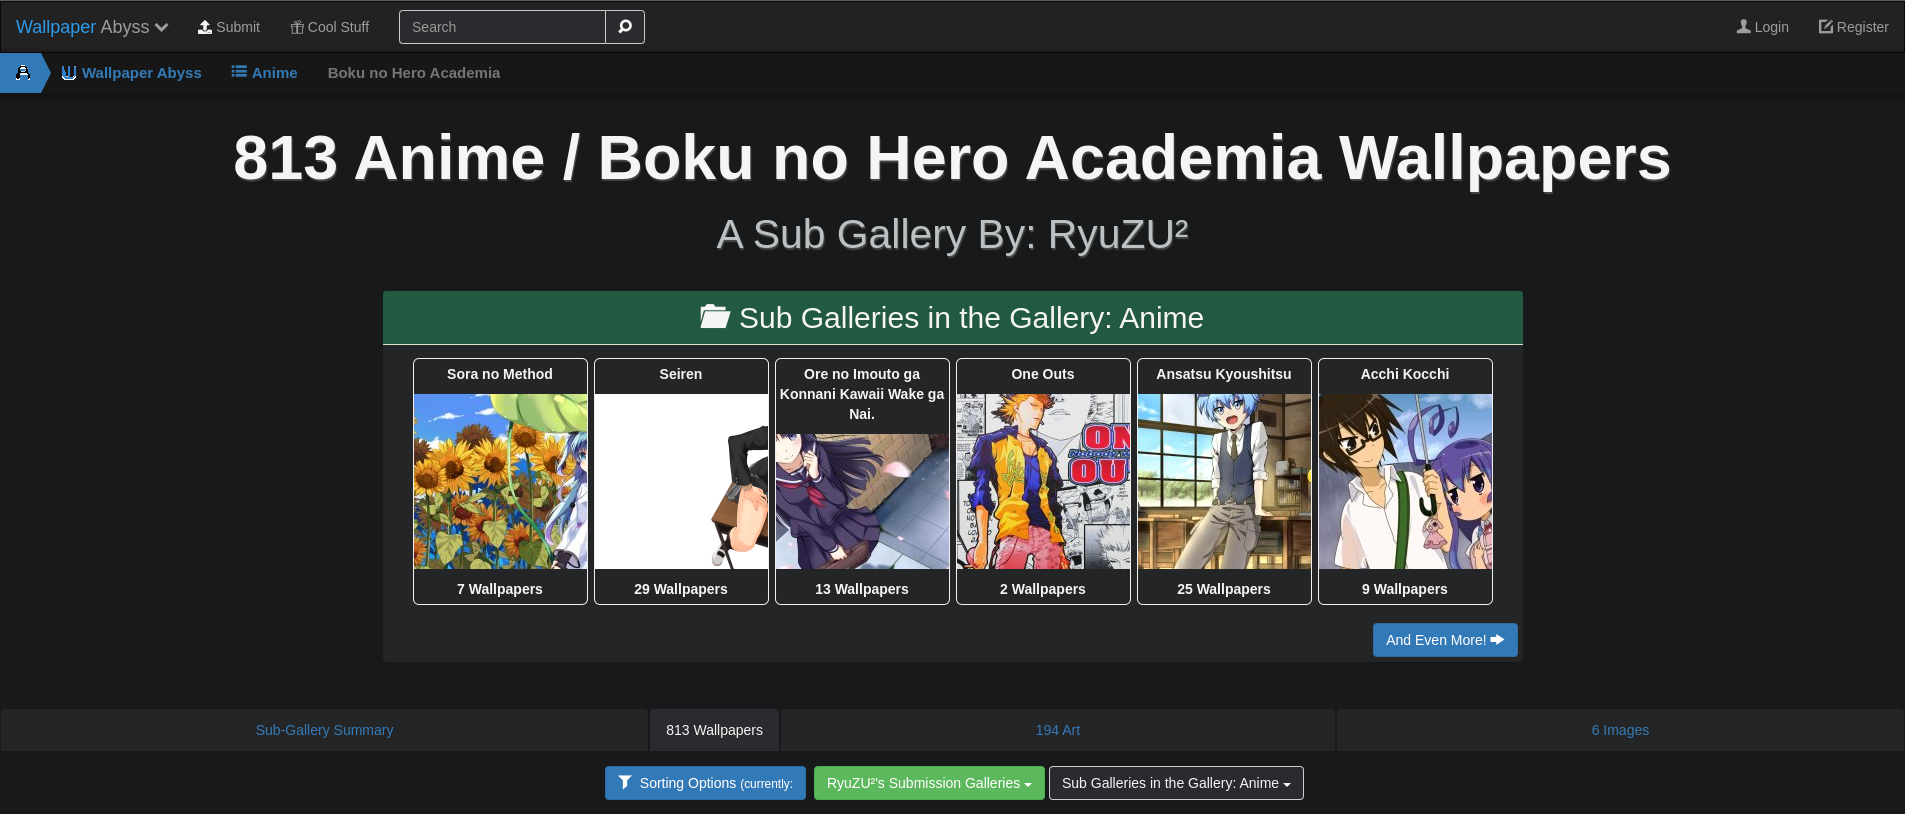 Wallpaper Abyss
Submit
Cool Stuff
Search
Login
Register
Wallpaper Abyss
Anime
Boku no Hero Academia
813 Anime / Boku no Hero Academia Wallpapers
A Sub Gallery By: RyuZU²
Sub Galleries in the Gallery: Anime
Sora no Method
7 Wallpapers
Seiren
29 Wallpapers
Ore no Imouto ga
Konnani Kawaii Wake ga
Nai.
13 Wallpapers
One Outs
2 Wallpapers
Ansatsu Kyoushitsu
25 Wallpapers
Acchi Kocchi
9 Wallpapers
And Even More!
Sub-Gallery Summary
813 Wallpapers
194 Art
6 Images
Sorting Options (currently:
RyuZU²'s Submission Galleries
Sub Galleries in the Gallery: Anime